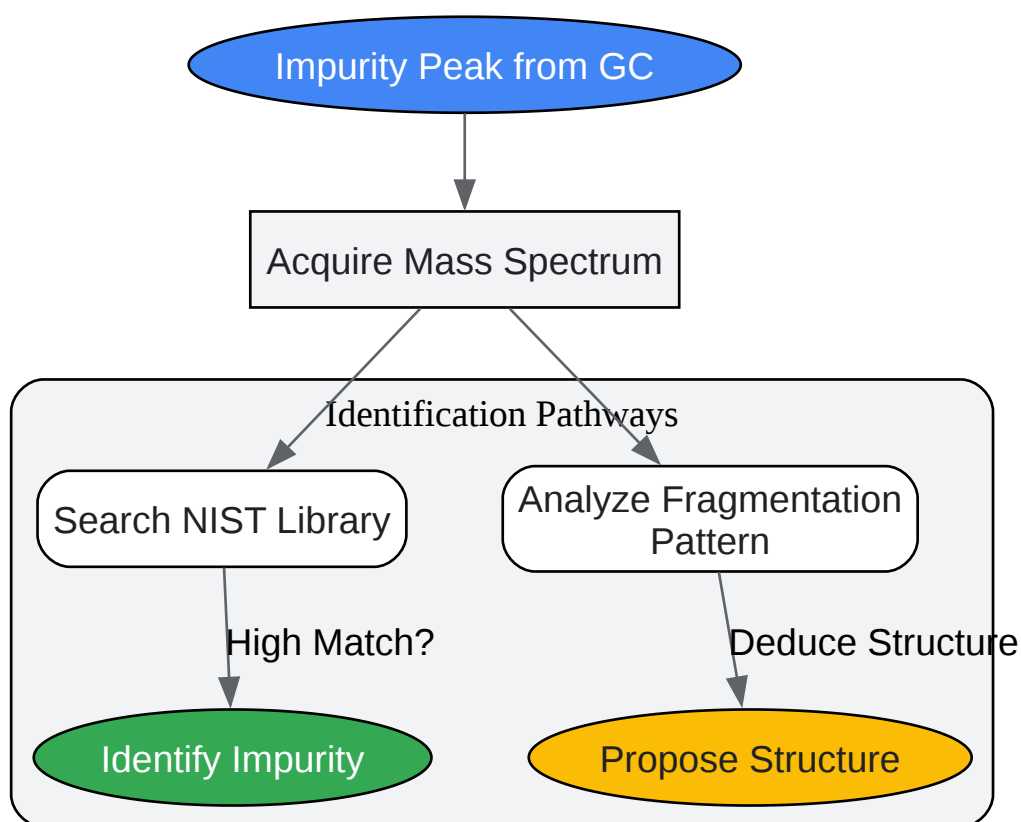 Impurity Peak from GC
Acquire Mass Spectrum
Identification Pathways
Search NIST Library
Analyze Fragmentation
Pattern
High Match?
Deduce Structure
Identify Impurity
Propose Structure